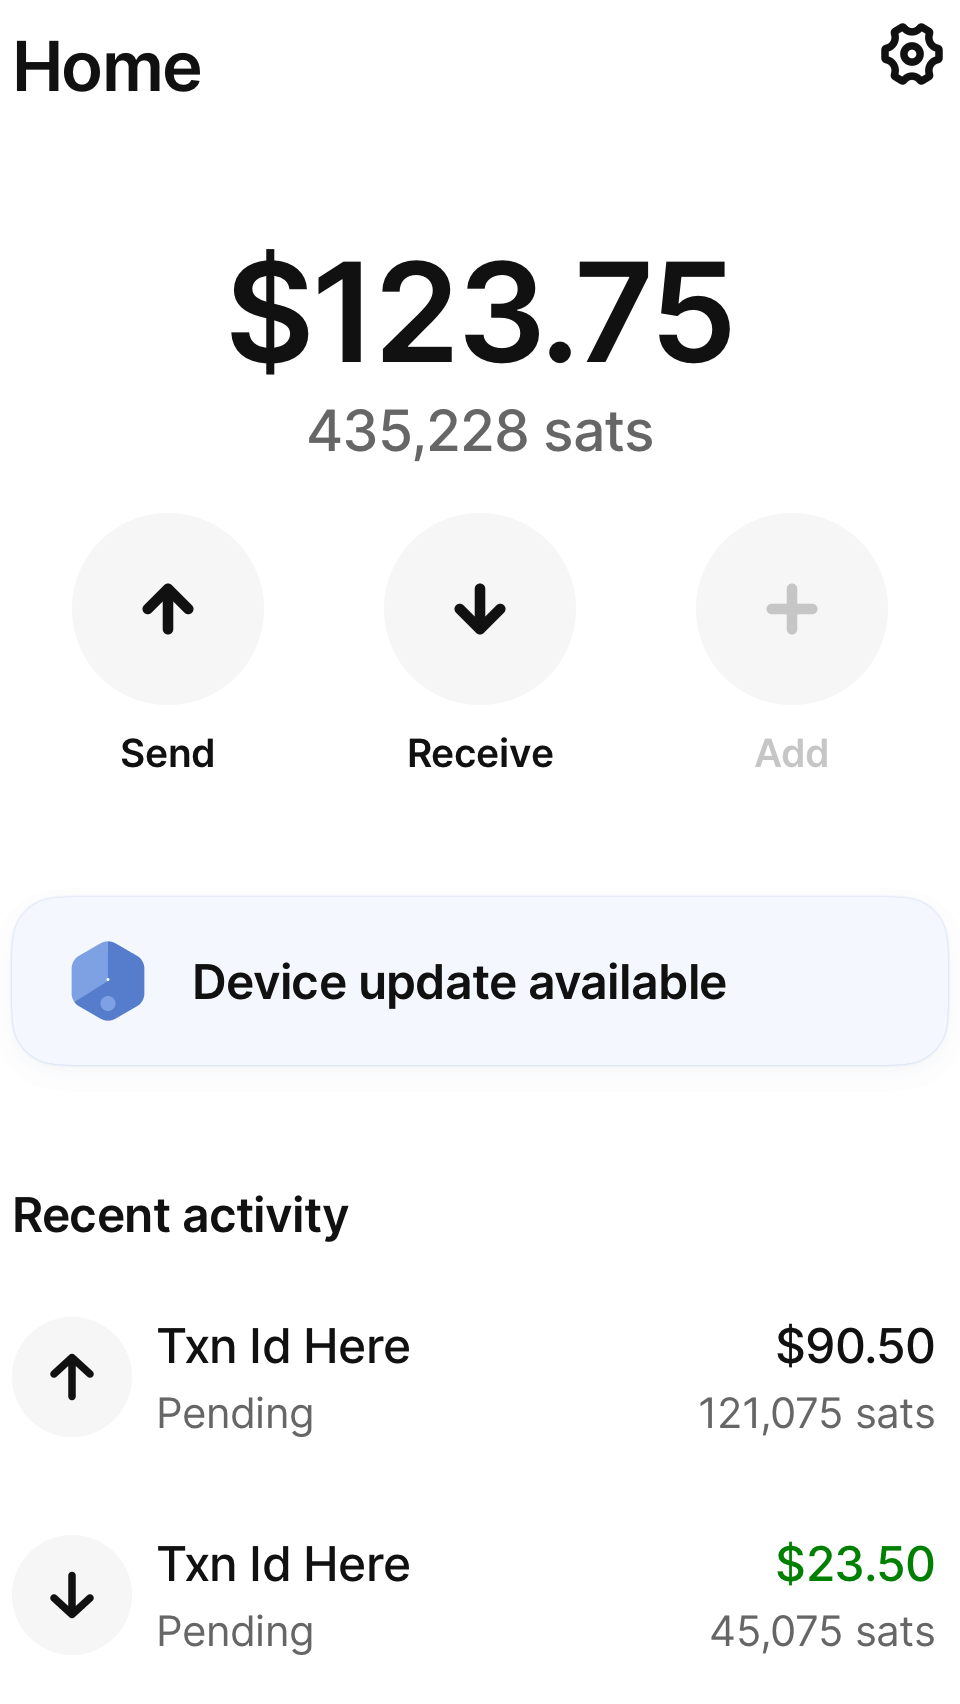 Home
$123.75
435,228 sats
Send
Receive
Add
Device update available
Recent activity
Txn Id Here
$90.50
Pending
121,075 sats
Txn Id Here
$23.50
Pending
45,075 sats